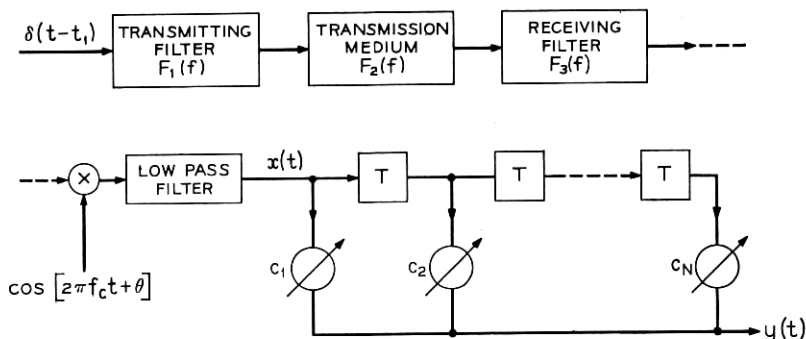 δ(t-t₁)
TRANSMITTING
FILTER
F₁(f)
TRANSMISSION
MEDIUM
F₂(f)
RECEIVING
FILTER
F₃(f)
×
LOW PASS
FILTER
x(t)
T
T
T
C₁
C₂
C_N
cos [2πf_ct+θ]
y(t)